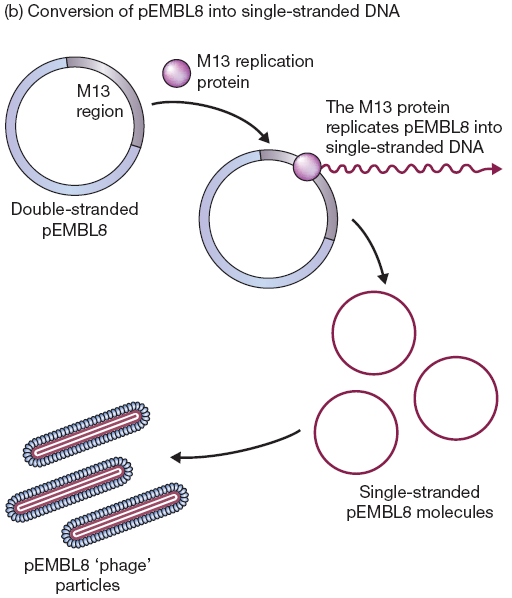 (b) Conversion of pEMBL8 into single-stranded DNA
M13 replication
protein
M13
region
The M13 protein
replicates pEMBL8 into
single-stranded DNA
Double-stranded
pEMBL8
Single-stranded
pEMBL8 molecules
pEMBL8 ‘phage’
particles